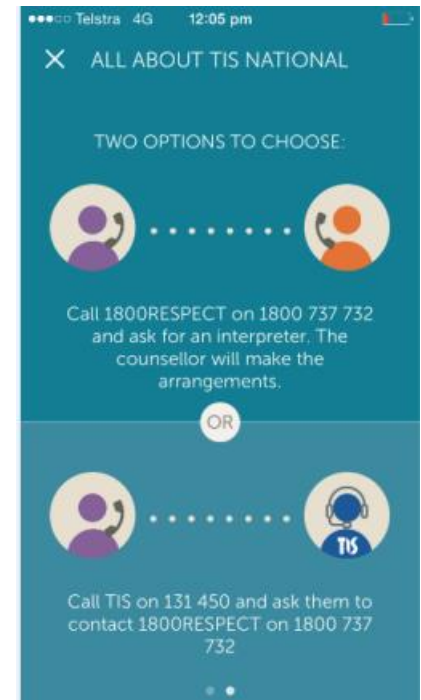 Telstra 4G 12:05 pm
ALL ABOUT TIS NATIONAL
TWO OPTIONS TO CHOOSE:
Call 1800RESPECT on 1800 737 732
and ask for an interpreter. The
counsellor will make the
arrangements.
OR
TIS
Call TIS on 131 450 and ask them to
contact 1800RESPECT on 1800 737
732